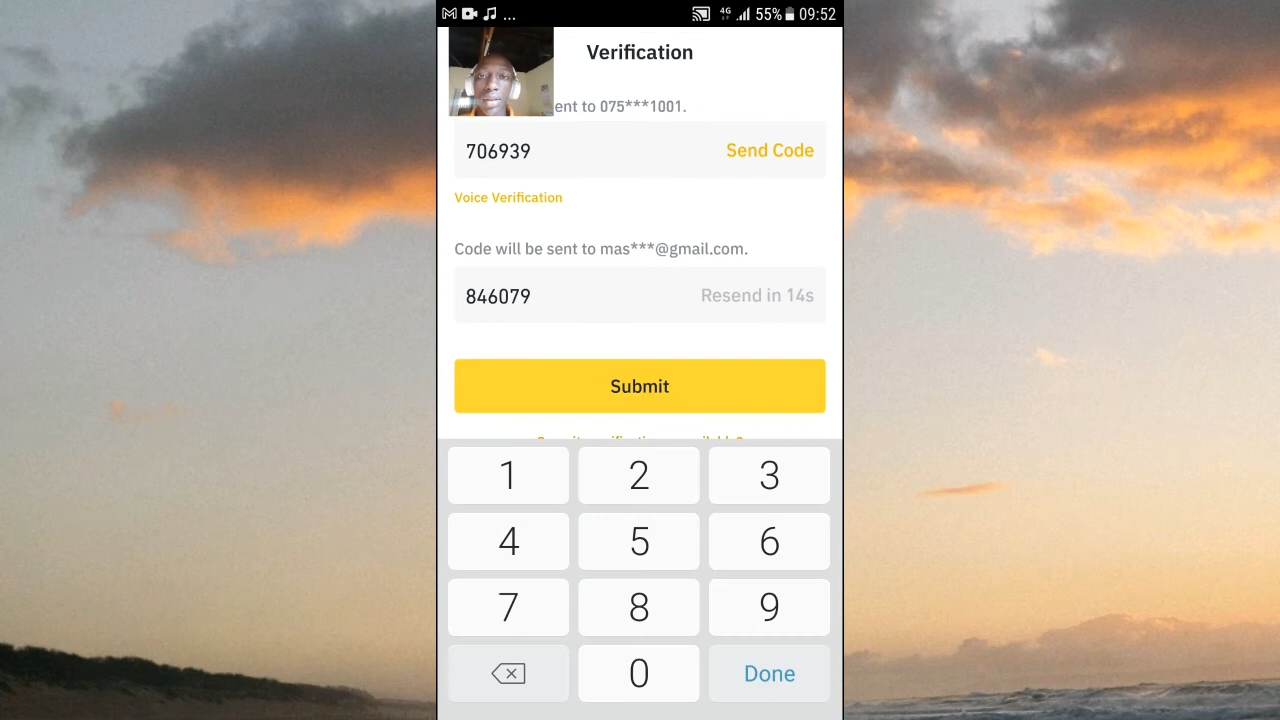 ... 4G 55% 09:52
Verification
ent to 075***1001.
706939 Send Code
Voice Verification
Code will be sent to mas***@gmail.com.
846079 Resend in 14s
Submit
1 2 3
4 5 6
7 8 9
0 Done